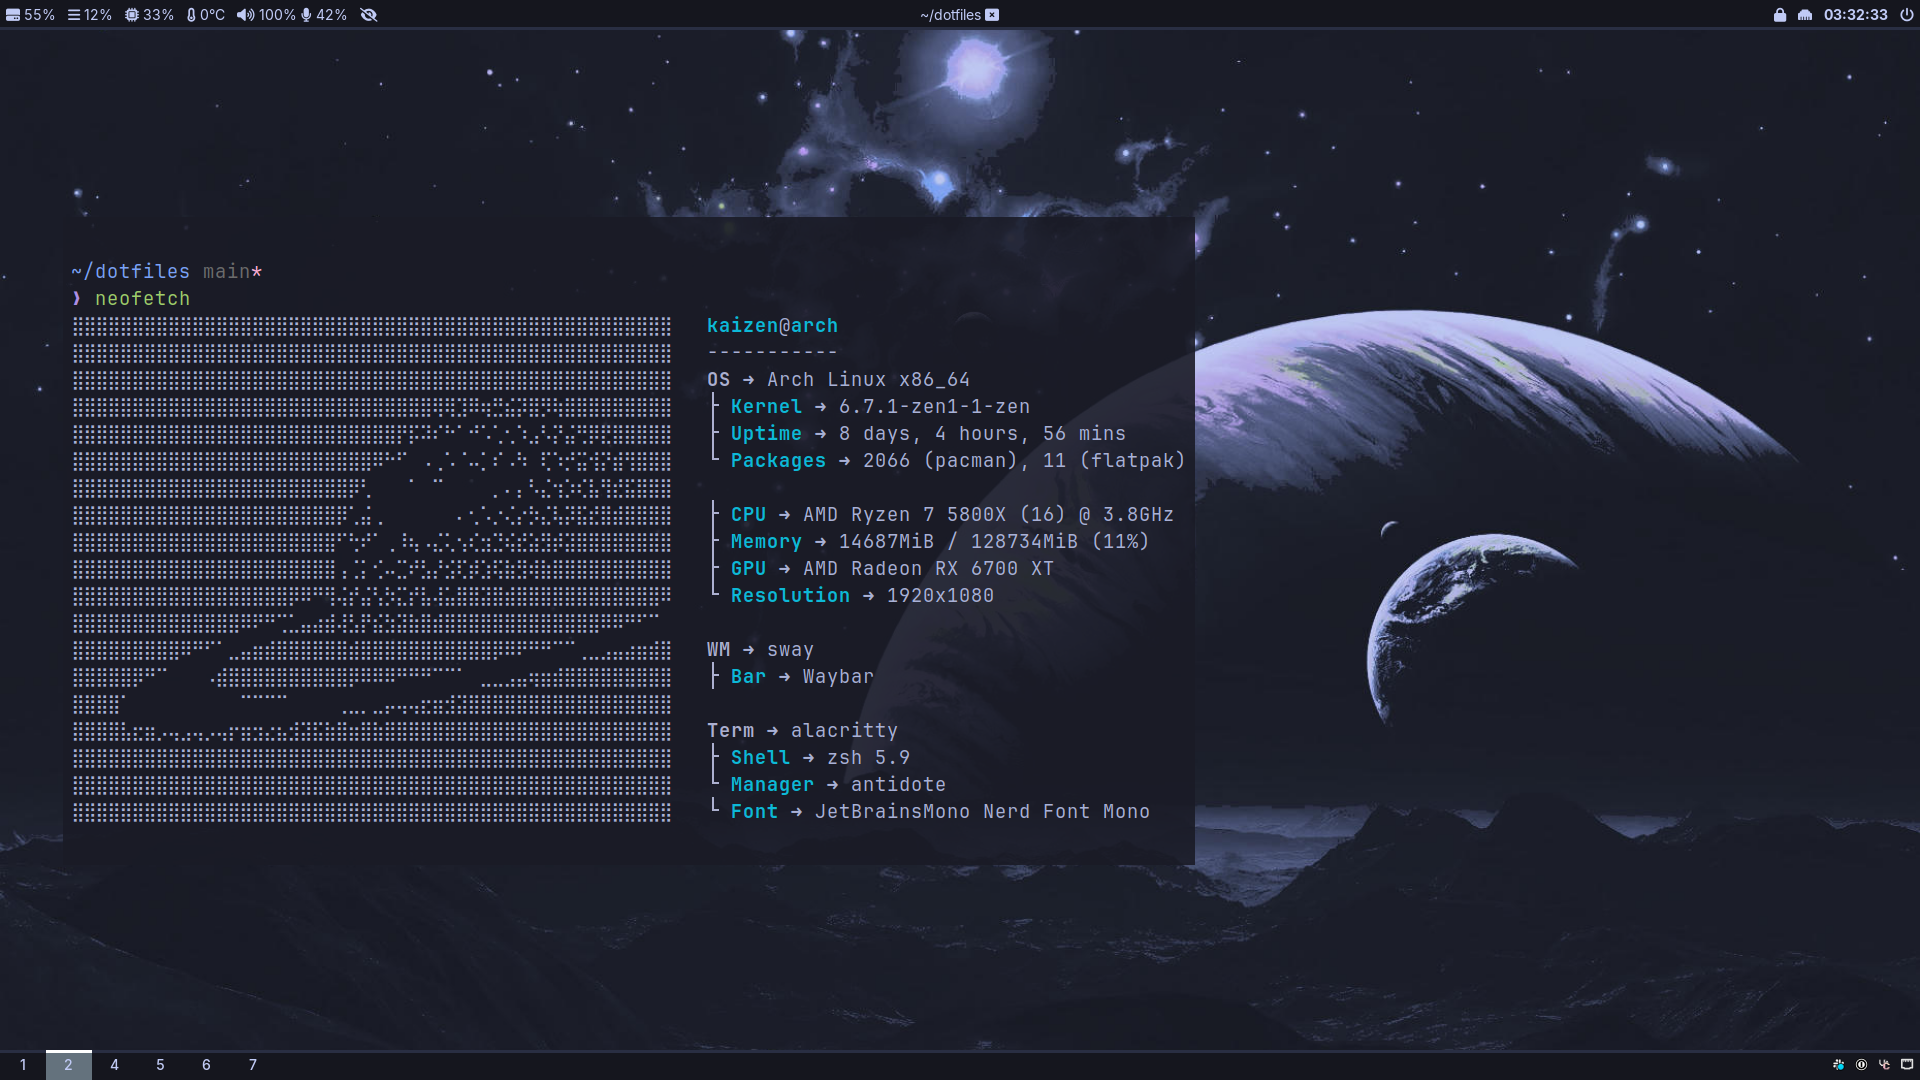 55% 12% 33% 0°C 100% 42%
~/dotfiles
03:32:33
~/dotfiles main*
❱ neofetch
kaizen@arch
-----------
OS → Arch Linux x86_64
├ Kernel → 6.7.1-zen1-1-zen
├ Uptime → 8 days, 4 hours, 56 mins
└ Packages → 2066 (pacman), 11 (flatpak)
├ CPU → AMD Ryzen 7 5800X (16) @ 3.8GHz
├ Memory → 14687MiB / 128734MiB (11%)
├ GPU → AMD Radeon RX 6700 XT
└ Resolution → 1920x1080
WM → sway
├ Bar → Waybar
Term → alacritty
├ Shell → zsh 5.9
└ Manager → antidote
└ Font → JetBrainsMono Nerd Font Mono
1 2 4 5 6 7